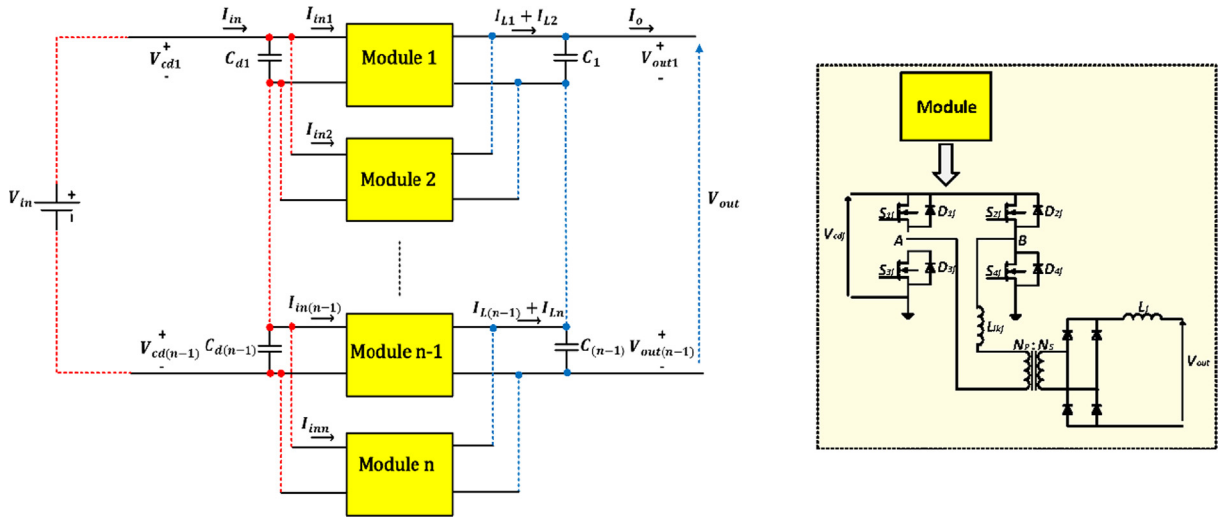 I_in I_in1 I_L1 + I_L2 I_o
V_cd1 + - C_d1 Module 1 C_1 V_out1 + -
I_in2
Module 2
V_in + - V_out
I_in(n-1) I_L(n-1) + I_Ln
V_cd(n-1) + - C_d(n-1) Module n-1 C_(n-1) V_out(n-1) + -
I_inn
Module n
Module
S_1j D_1j S_2j D_2j
V_cdj A B
S_3j D_3j S_4j D_4j
L_lkj L_j
N_P : N_S
V_out